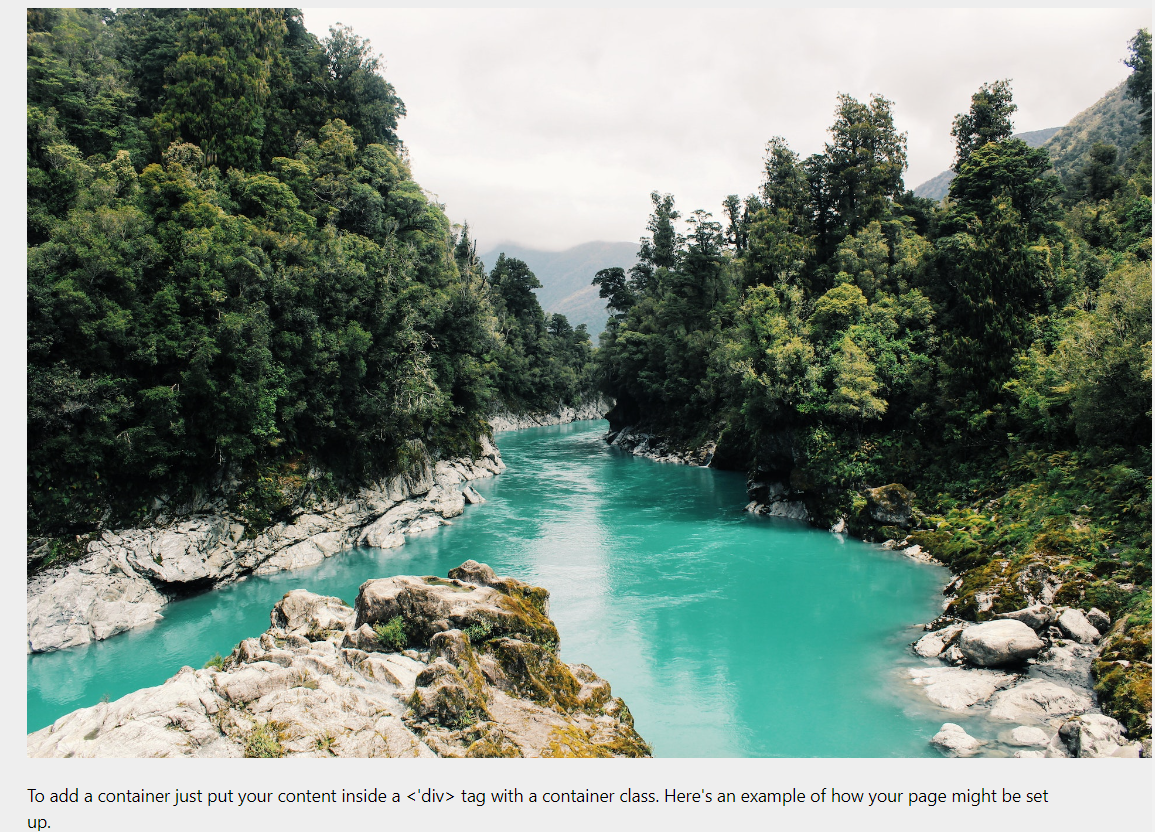 To add a container just put your content inside a <'div> tag with a container class. Here's an example of how your page might be set
up.